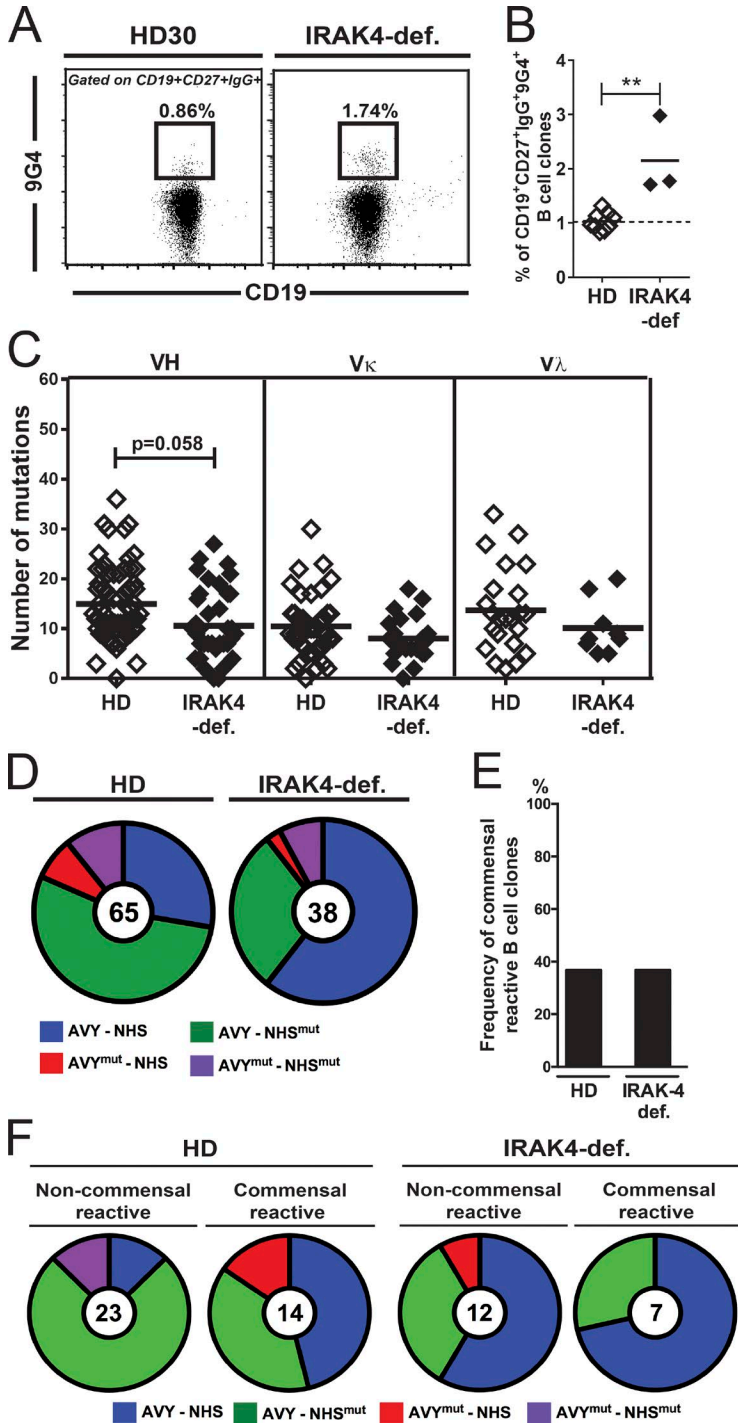 A
HD30
IRAK4-def.
Gated on CD19+CD27+IgG+
0.86%
1.74%
9G4
CD19
B
% of CD19+CD27+IgG+9G4+
B cell clones
4
3
2
1
0
**
HD
IRAK4
-def
C
VH
Vκ
Vλ
Number of mutations
60
50
40
30
20
10
0
p=0.058
HD
IRAK4
-def.
HD
IRAK4
-def.
HD
IRAK4
-def.
D
HD
IRAK4-def.
65
38
AVY - NHS
AVY - NHSmut
AVYmut - NHS
AVYmut - NHSmut
E
%
Frequency of commensal
reactive B cell clones
100
80
60
40
20
0
HD
IRAK-4
def.
F
HD
IRAK4-def.
Non-commensal
reactive
Commensal
reactive
Non-commensal
reactive
Commensal
reactive
23
14
12
7
AVY - NHS
AVY - NHSmut
AVYmut - NHS
AVYmut - NHSmut